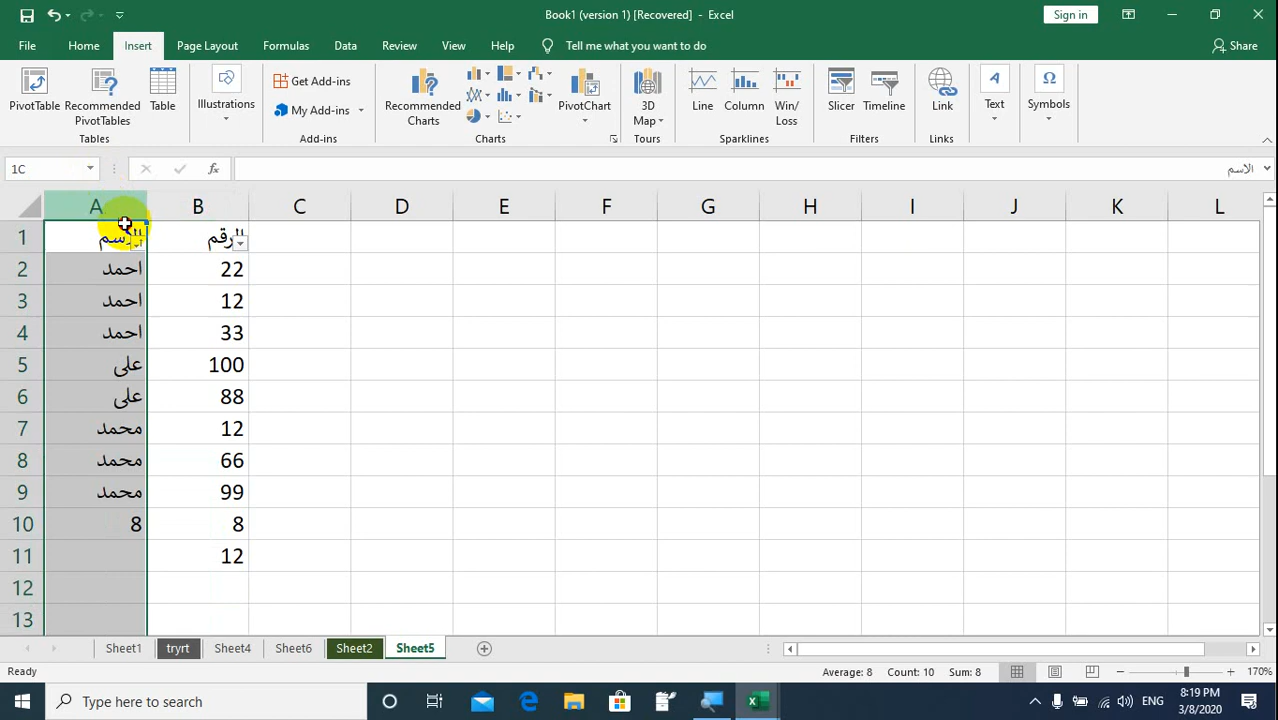 Book1 (version 1) [Recovered] - Excel
Sign in
File Home Insert Page Layout Formulas Data Review View Help Tell me what you want to do Share
PivotTable
Recommended PivotTables
Table
Tables
Illustrations
Get Add-ins
My Add-ins
Add-ins
Recommended Charts
PivotChart
Charts
3D Map
Tours
Line
Column
Win/Loss
Sparklines
Slicer
Timeline
Filters
Link
Links
Text
Symbols
1C fx الاسم
A B C D E F G H I J K L
1 الاسم الرقم
2 احمد 22
3 احمد 12
4 احمد 33
5 على 100
6 على 88
7 محمد 12
8 محمد 66
9 محمد 99
10 8 8
11 12
12
13
Sheet1 tryrt Sheet4 Sheet6 Sheet2 Sheet5
Ready Average: 8 Count: 10 Sum: 8 170%
Type here to search
ENG
8:19 PM
3/8/2020